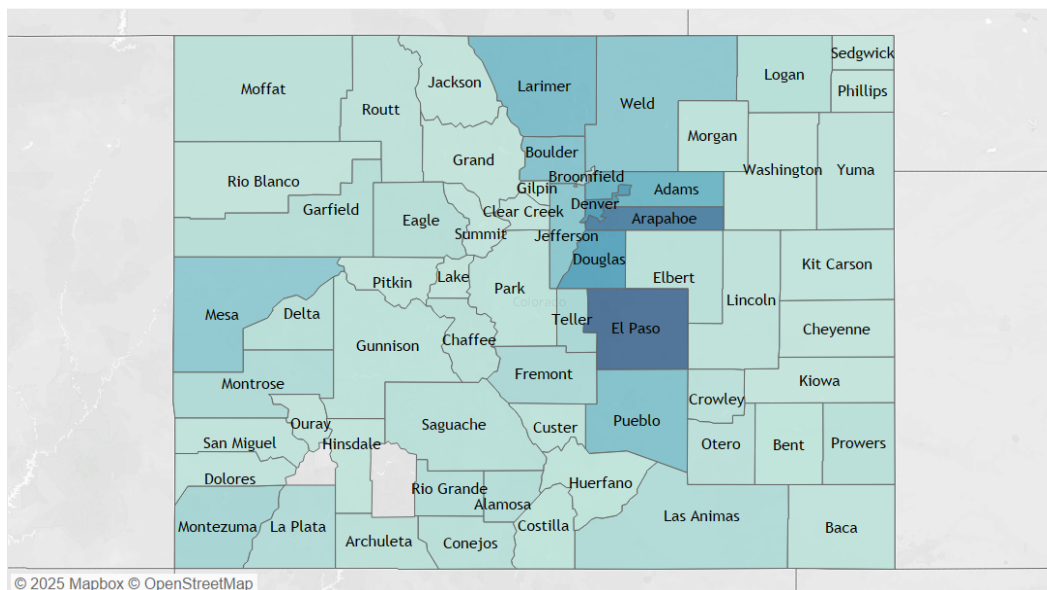 Sedgwick
Logan
Jackson
Larimer
Moffat
Phillips
Weld
Routt
Morgan
Boulder
Grand
Washington
Yuma
Broomfield
Rio Blanco
Gilpin
Adams
Denver
Garfield
Clear Creek
Eagle
Arapahoe
Summit
Jefferson
Douglas
Kit Carson
Lake
Elbert
Pitkin
Park
Lincoln
Colorado
Mesa
Delta
Teller
El Paso
Cheyenne
Chaffee
Gunnison
Fremont
Kiowa
Montrose
Crowley
Pueblo
Ouray
Saguache
Custer
San Miguel
Hinsdale
Otero
Bent
Prowers
Dolores
Huerfano
Rio Grande
Alamosa
Las Animas
Montezuma
La Plata
Costilla
Baca
Archuleta
Conejos
© 2025 Mapbox © OpenStreetMap